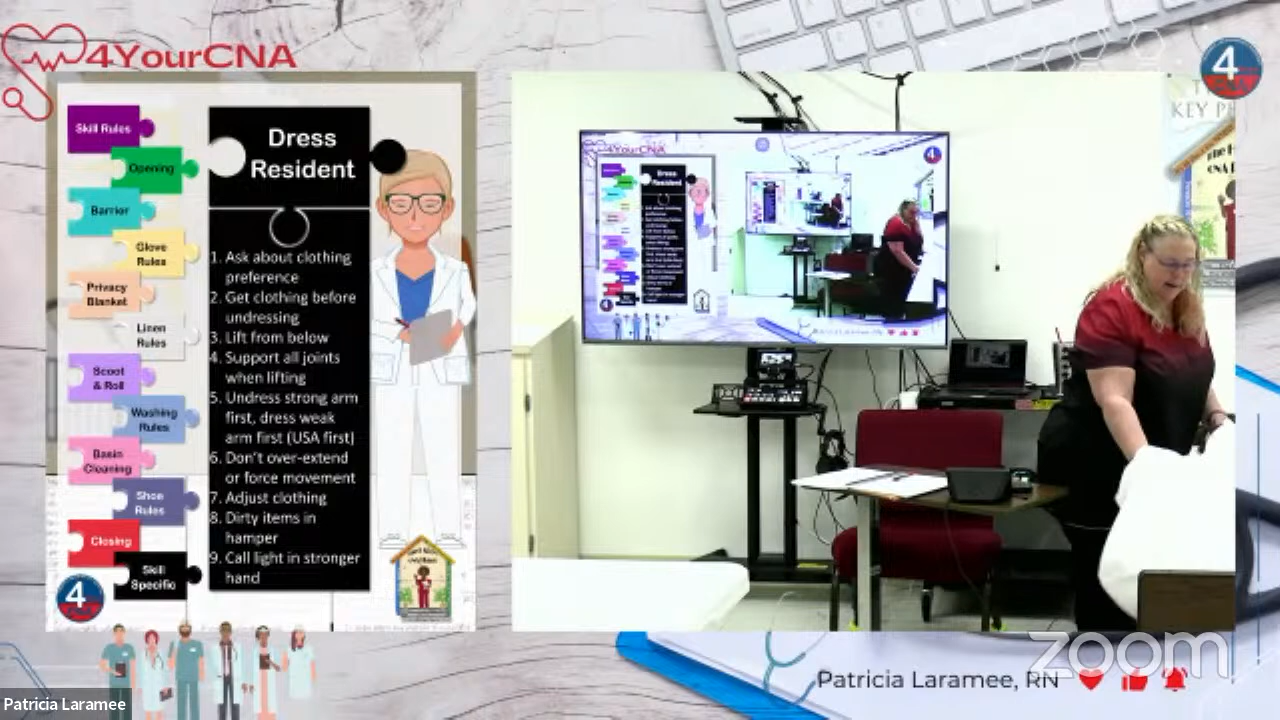 4YourCNA
4
TY
KEY PR
Skill Rules
Opening
Barrier
Glove
Rules
Privacy
Blanket
Linen
Rules
Scoot
& Roll
Washing
Rules
Basin
Cleaning
Shoe
Rules
Closing
Skill
Specific
4
Dress
Resident
1. Ask about clothing
preference
2. Get clothing before
undressing
3. Lift from below
4. Support all joints
when lifting
5. Undress strong arm
first, dress weak
arm first (USA first)
6. Don't over-extend
or force movement
7. Adjust clothing
8. Dirty items in
hamper
9. Call light in stronger
hand
4YourCNA
Dress
Resident
zoom
Patricia Laramee, RN
Patricia Laramee